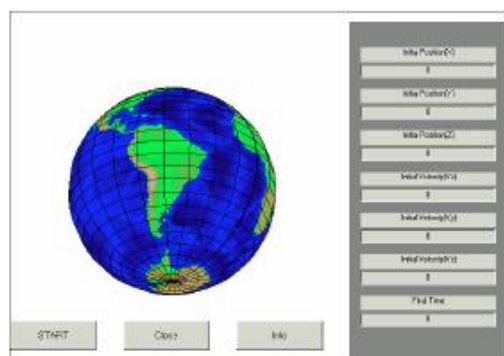 Initial Position(X)
0
Initial Position(Y)
0
Initial Position(Z)
0
Initial Velocity(Vx)
0
Initial Velocity(Vy)
0
Initial Velocity(Vz)
0
Final Time
0
START
Close
Info